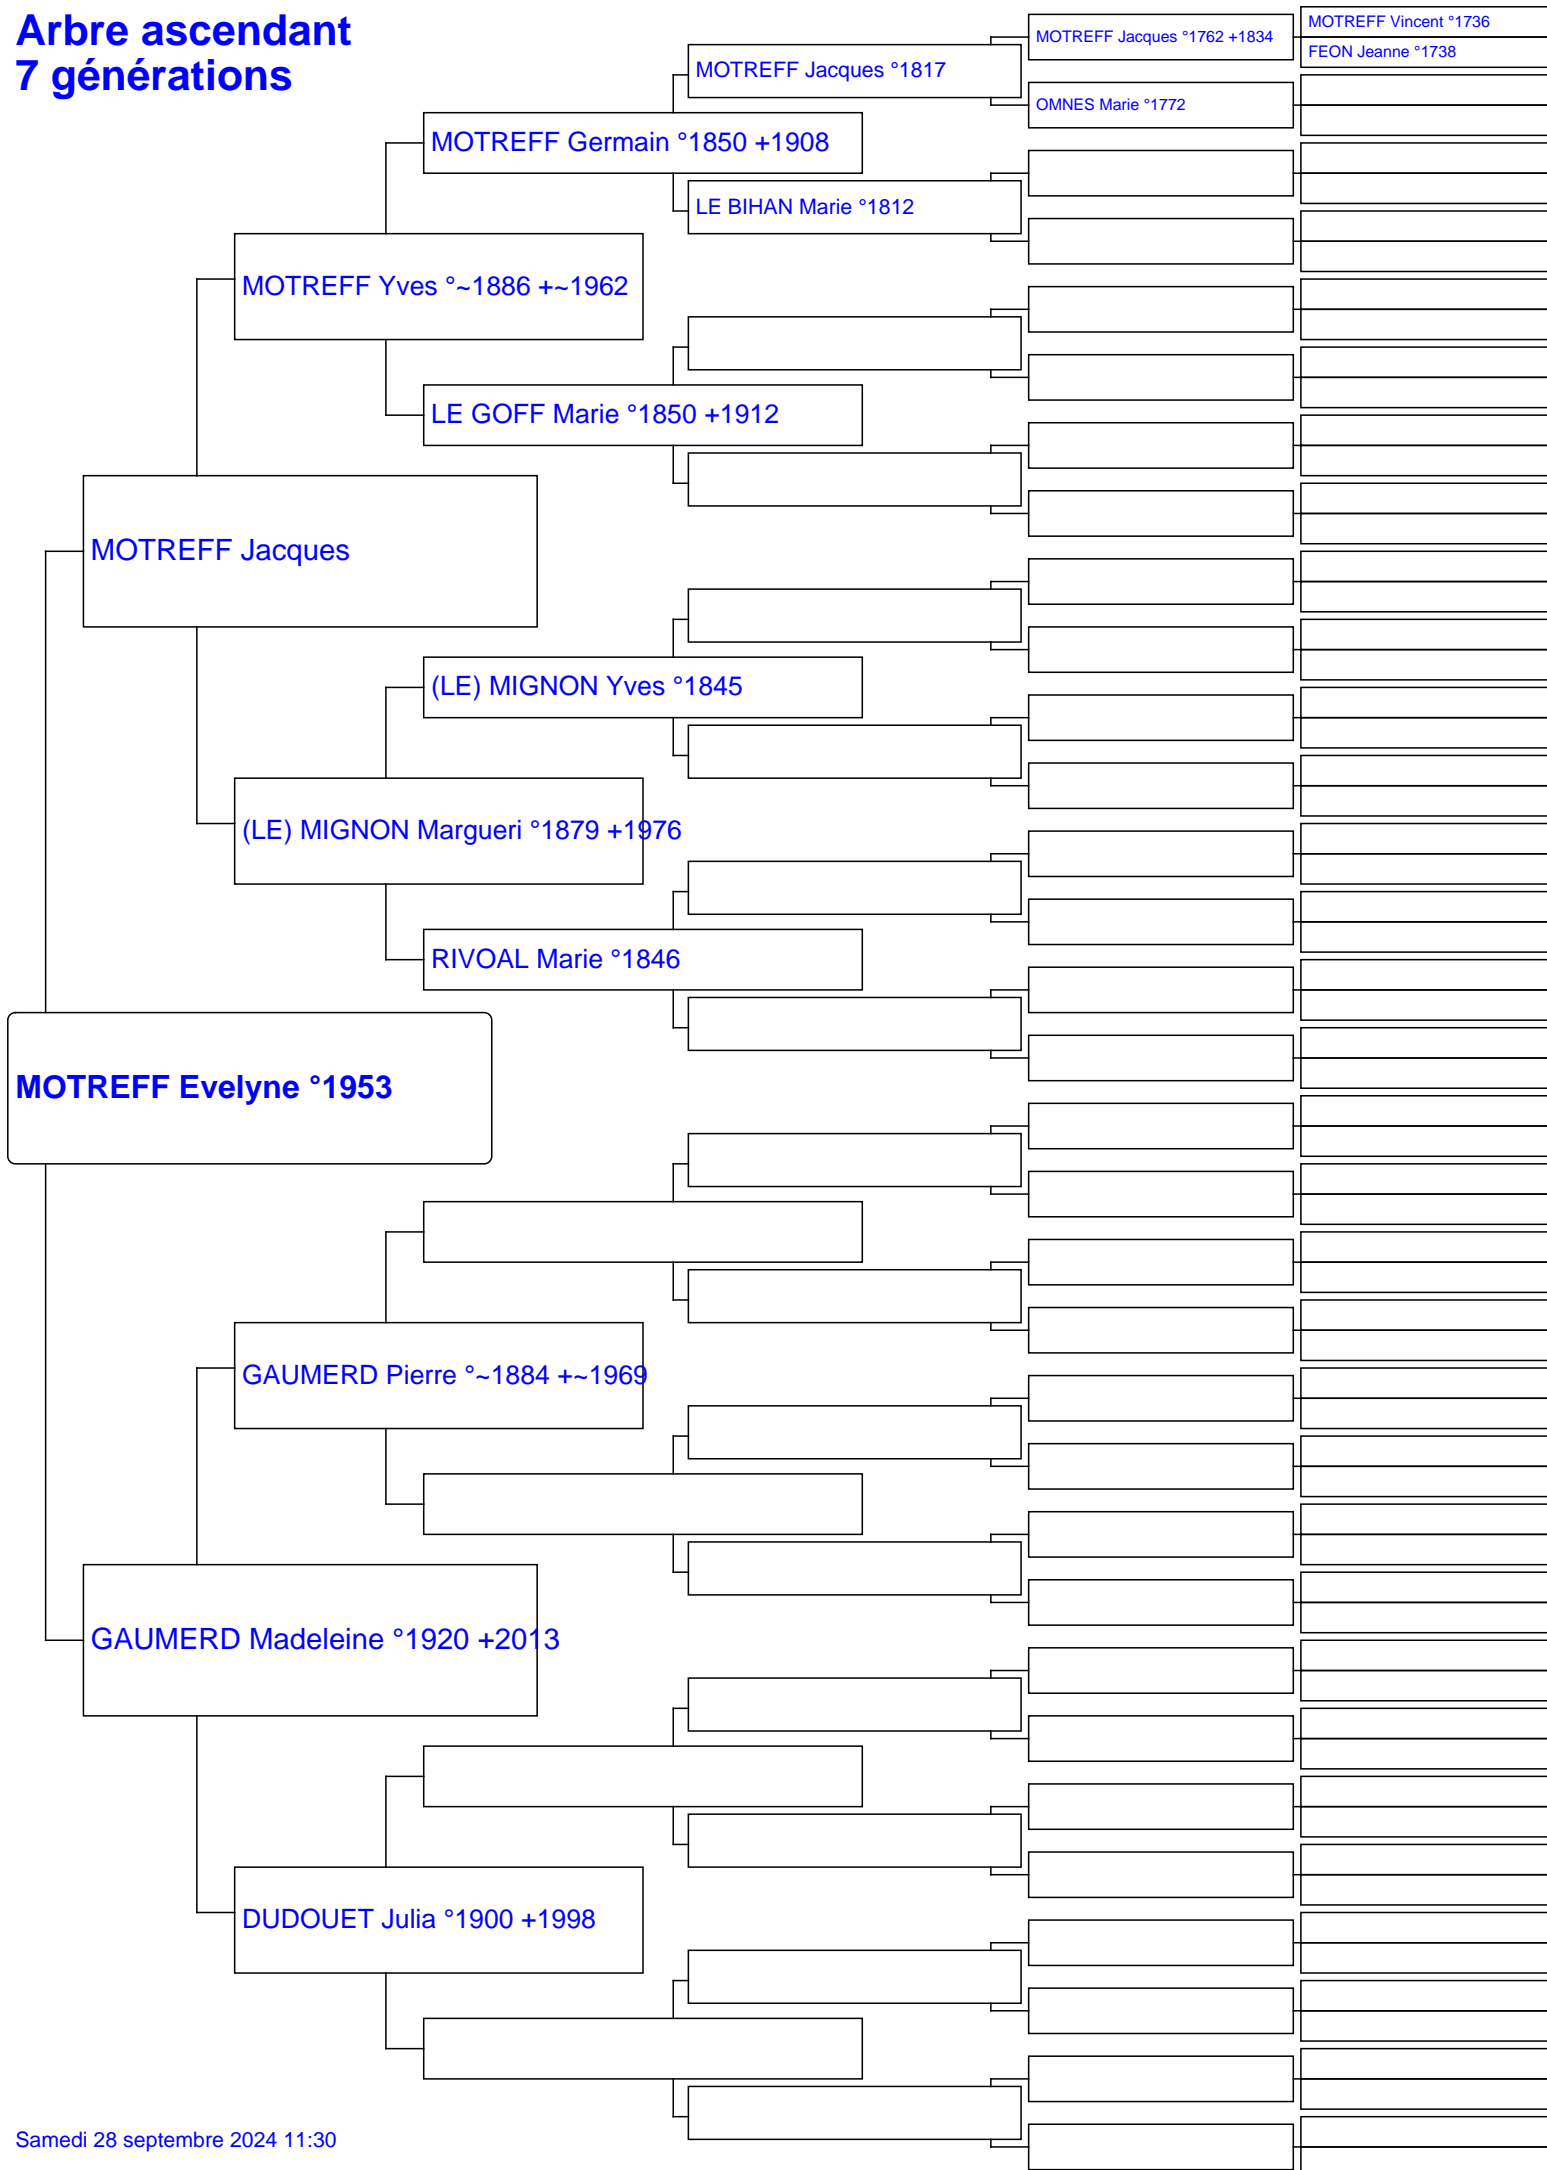 Arbre ascendant
7 générations
MOTREFF Vincent °1736
MOTREFF Jacques °1762 +1834
FEON Jeanne °1738
MOTREFF Jacques °1817
OMNES Marie °1772
MOTREFF Germain °1850 +1908
LE BIHAN Marie °1812
MOTREFF Yves °~1886 +~1962
LE GOFF Marie °1850 +1912
MOTREFF Jacques
(LE) MIGNON Yves °1845
(LE) MIGNON Margueri °1879 +1976
RIVOAL Marie °1846
MOTREFF Evelyne °1953
GAUMERD Pierre °~1884 +~1969
GAUMERD Madeleine °1920 +2013
DUDOUET Julia °1900 +1998
Samedi 28 septembre 2024 11:30